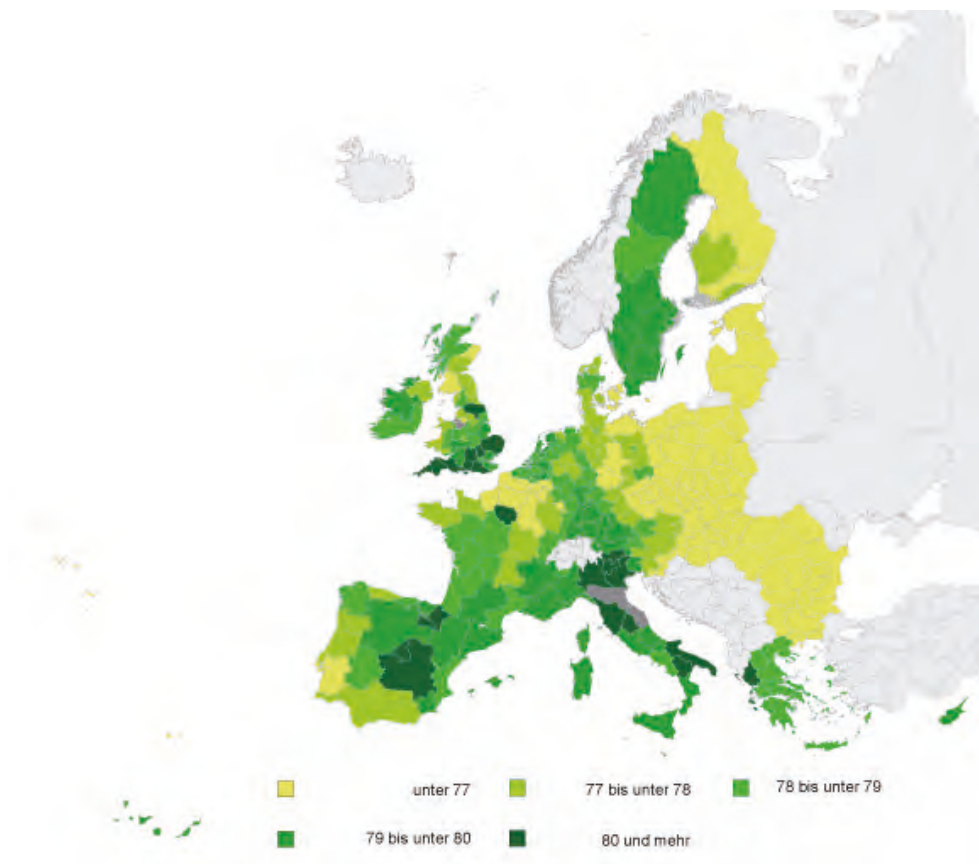 unter 77
77 bis unter 78
78 bis unter 79
79 bis unter 80
80 und mehr